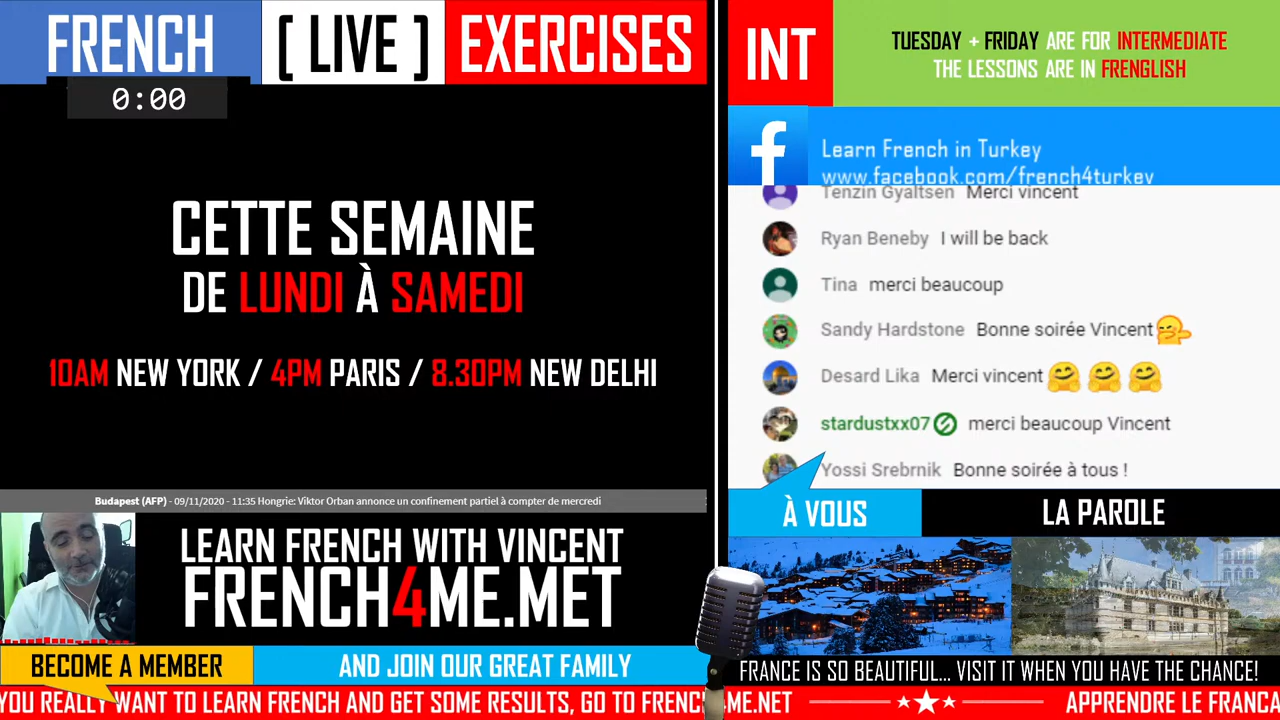 FRENCH [ LIVE ] EXERCISES
0:00
CETTE SEMAINE
DE LUNDI À SAMEDI
10AM NEW YORK / 4PM PARIS / 8.30PM NEW DELHI
Budapest (AFP) - 09/11/2020 - 11:35 Hongrie: Viktor Orban annonce un confinement partiel à compter de mercredi
LEARN FRENCH WITH VINCENT
FRENCH4ME.MET
BECOME A MEMBER
AND JOIN OUR GREAT FAMILY
INT
TUESDAY + FRIDAY ARE FOR INTERMEDIATE
THE LESSONS ARE IN FRENGLISH
f
Learn French in Turkey
www.facebook.com/french4turkey
Tenzin Gyaltsen Merci vincent
Ryan Beneby I will be back
Tina merci beaucoup
Sandy Hardstone Bonne soirée Vincent
Desard Lika Merci vincent
stardustxx07 merci beaucoup Vincent
Yossi Srebrnik Bonne soirée à tous !
À VOUS
LA PAROLE
FRANCE IS SO BEAUTIFUL... VISIT IT WHEN YOU HAVE THE CHANCE!
YOU REALLY WANT TO LEARN FRENCH AND GET SOME RESULTS, GO TO FRENC ME.NET
APPRENDRE LE FRANCA